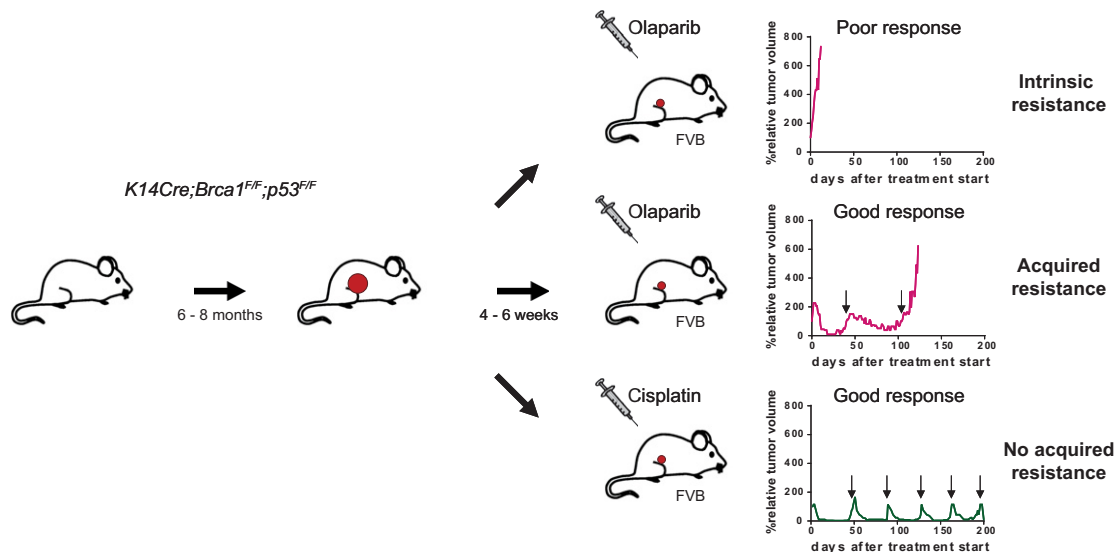 K14Cre;Brca1F/F;p53F/F
6 - 8 months
4 - 6 weeks
Olaparib
FVB
Poor response
%relative tumor volume
800
600
400
200
0
0 50 100 150 200
days after treatment start
Intrinsic
resistance
Olaparib
FVB
Good response
%relative tumor volume
800
600
400
200
0
0 50 100 150 200
days after treatment start
Acquired
resistance
Cisplatin
FVB
Good response
%relative tumor volume
800
600
400
200
0
0 50 100 150 200
days after treatment start
No acquired
resistance